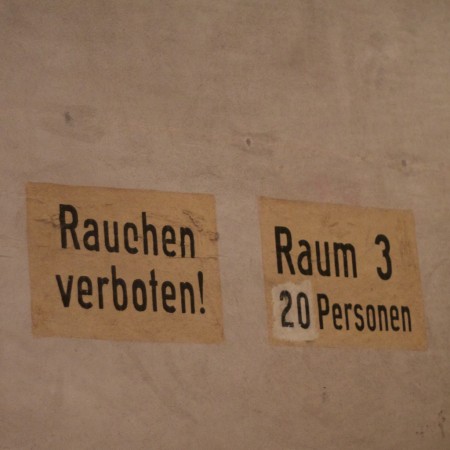 Rauchen
verboten!
Raum 3
20 Personen